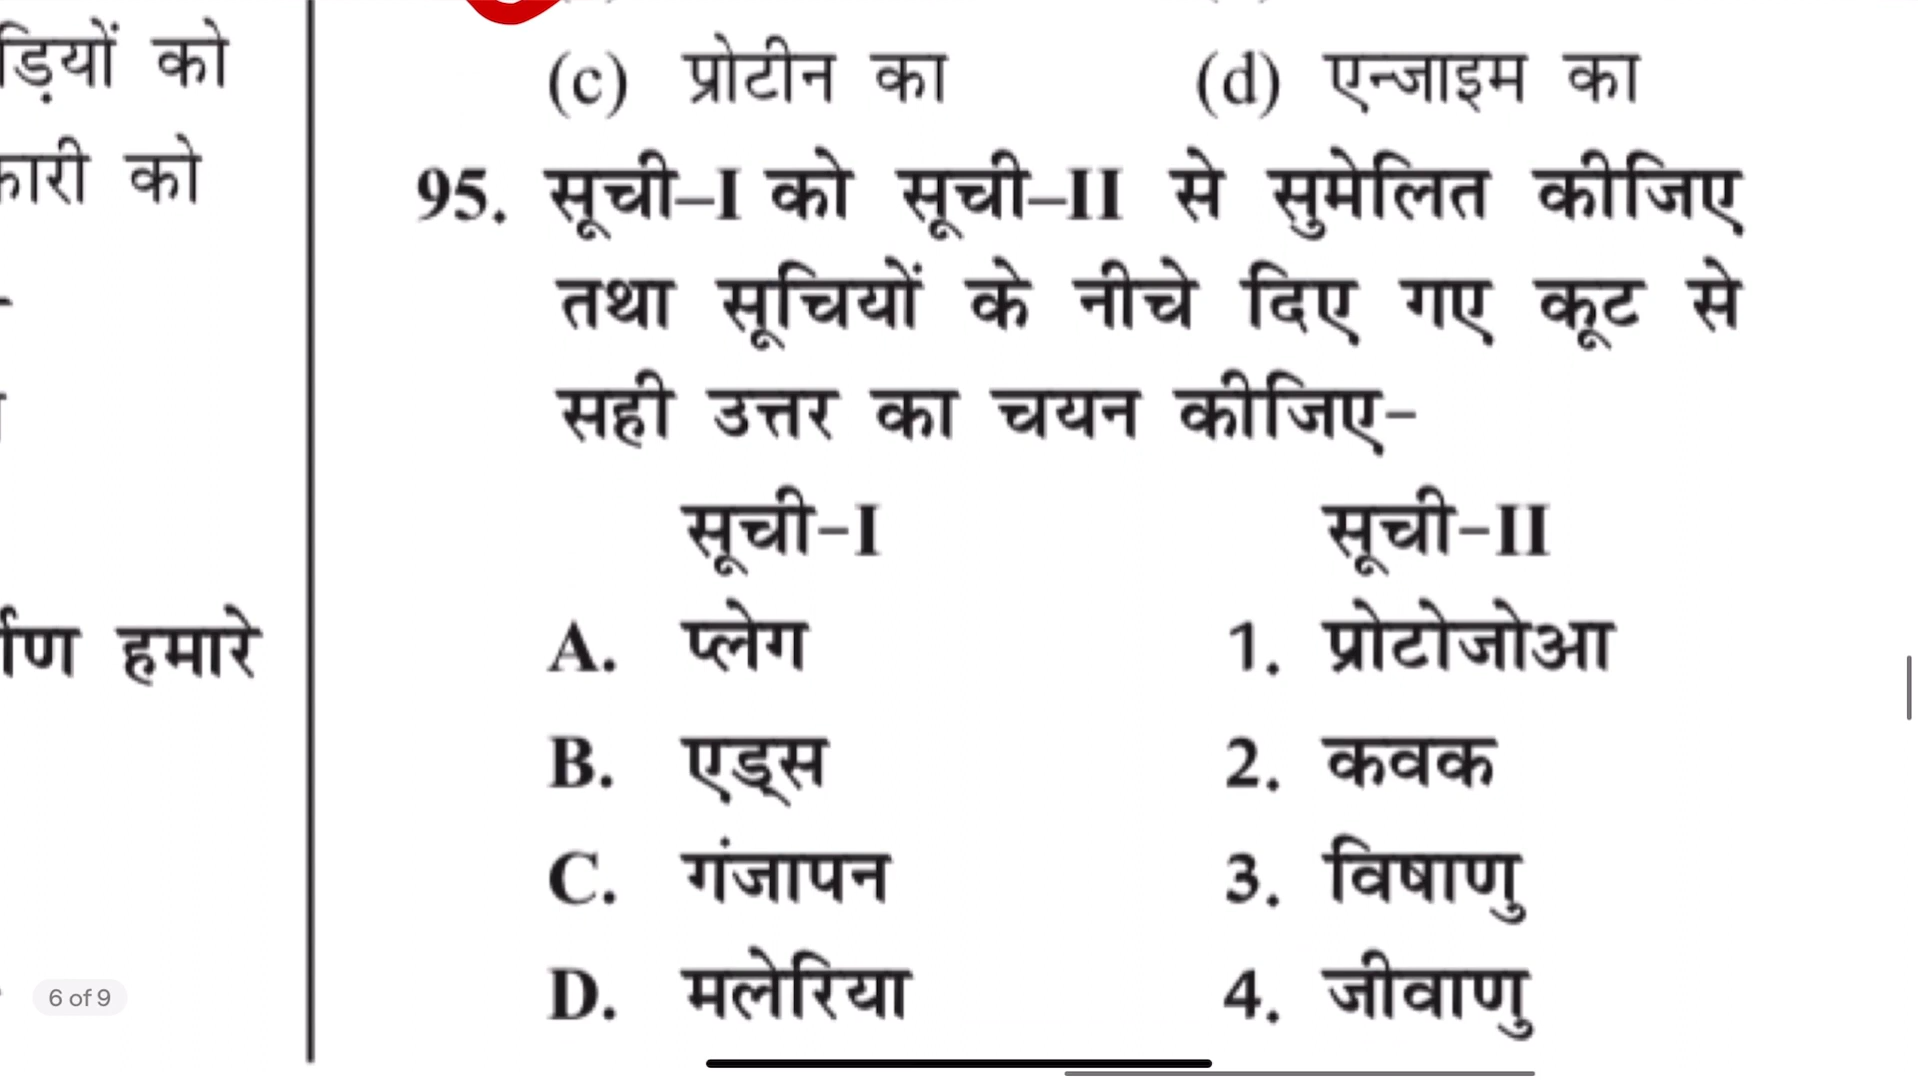 को
को
हमारे
6 of 9
(c) प्रोटीन का (d) एन्जाइम का
95. सूची–I को सूची–II से सुमेलित कीजिए
तथा सूचियों के नीचे दिए गए कूट से
सही उत्तर का चयन कीजिए–
सूची–I सूची–II
A. प्लेग 1. प्रोटोजोआ
B. एड्स 2. कवक
C. गंजापन 3. विषाणु
D. मलेरिया 4. जीवाणु